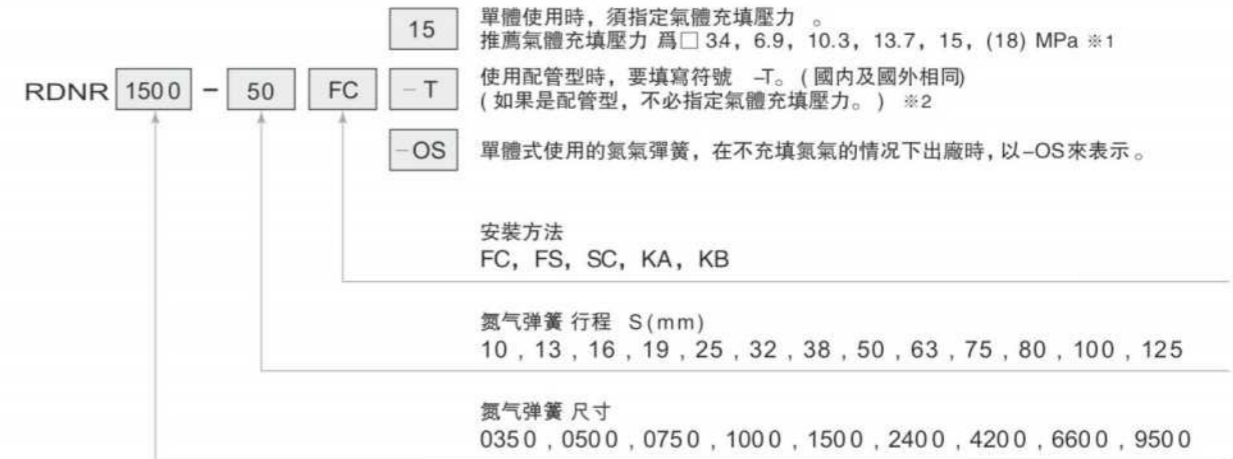 15 單體使用時，須指定氣體充填壓力 。
推薦氣體充填壓力 爲□ 34，6.9，10.3，13.7，15，(18) MPa ※1
RDNR 1500 － 50 FC －T 使用配管型時，要填寫符號 －T。( 國内及國外相同)
( 如果是配管型，不必指定氣體充填壓力。) ※2
－OS 單體式使用的氮氣彈簧，在不充填氮氣的情況下出廠時，以－OS來表示。
安裝方法
FC，FS，SC，KA，KB
氮气弹簧 行程 S(mm)
10 , 13 , 16 , 19 , 25 , 32 , 38 , 50 , 63 , 75 , 80 , 100 , 125
氮气弹簧 尺寸
0350 , 0500 , 0750 , 1000 , 1500 , 2400 , 4200 , 6600 , 9500